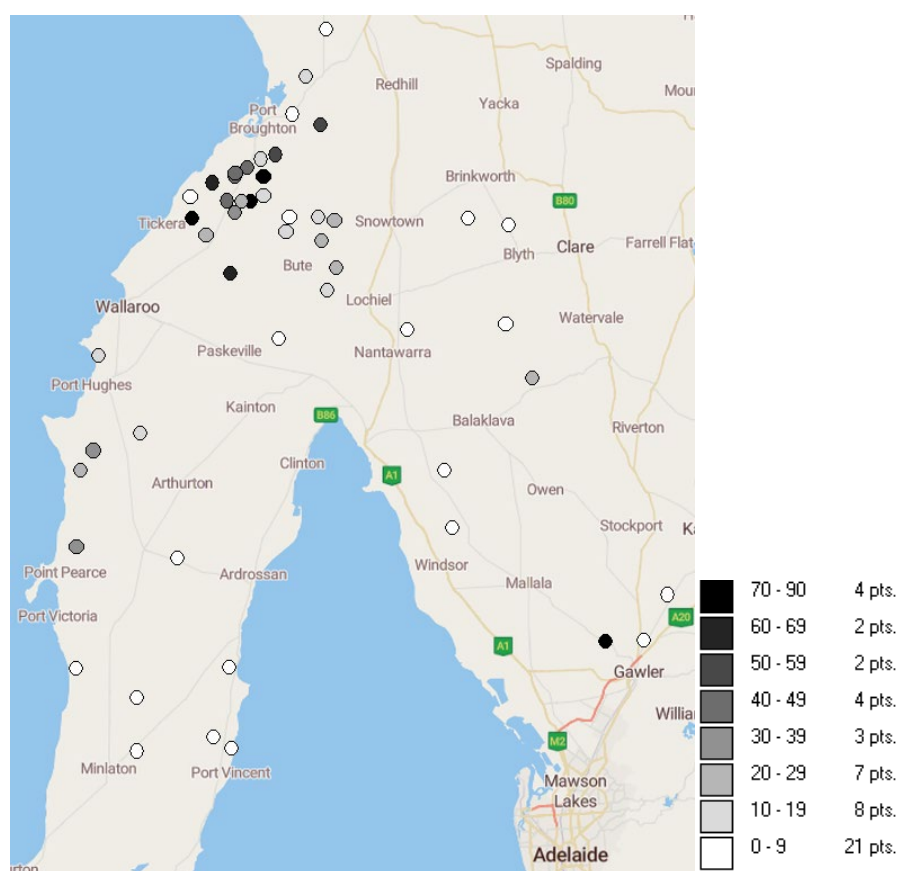 Redhill
Spalding
Mou
Yacka
Port
Broughton
Brinkworth
B80
Tickera
Snowtown
Clare
Farrell Flat
Blyth
Bute
Lochiel
Wallaroo
Watervale
Paskeville
Nantawarra
Port Hughes
Kainton
B86
Balaklava
Riverton
Clinton
A1
Arthurton
Owen
Stockport
Ka
Windsor
Point Pearce
Ardrossan
Mallala
Port Victoria
A20
A1
Gawler
Willia
M2
Minlaton
Port Vincent
Mawson
Lakes
Adelaide
70 - 90 4 pts.
60 - 69 2 pts.
50 - 59 2 pts.
40 - 49 4 pts.
30 - 39 3 pts.
20 - 29 7 pts.
10 - 19 8 pts.
0 - 9 21 pts.